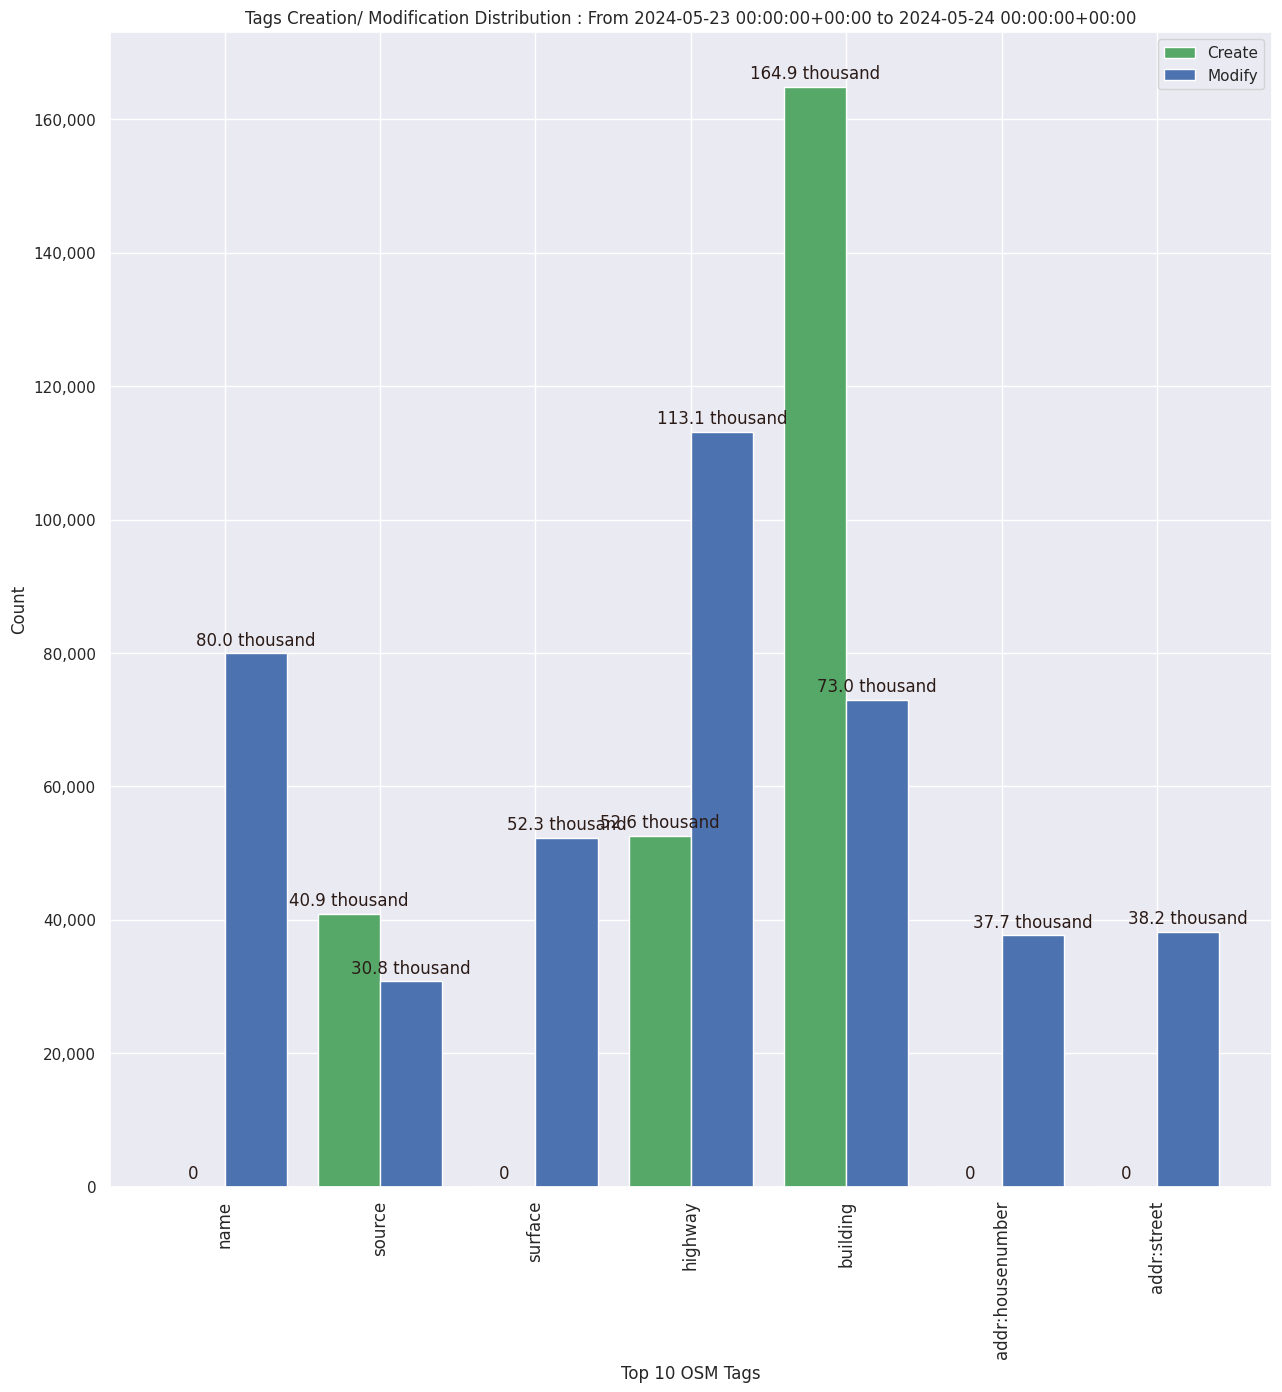 Tags Creation/ Modification Distribution : From 2024-05-23 00:00:00+00:00 to 2024-05-24 00:00:00+00:00
Create
Modify
164.9 thousand
160,000
140,000
120,000
113.1 thousand
100,000
Count
80,000
80.0 thousand
73.0 thousand
60,000
52.3 thousand
52.6 thousand
40.9 thousand
40,000
37.7 thousand
38.2 thousand
30.8 thousand
20,000
0
0
0
0
0
name
source
surface
highway
building
addr:housenumber
addr:street
Top 10 OSM Tags